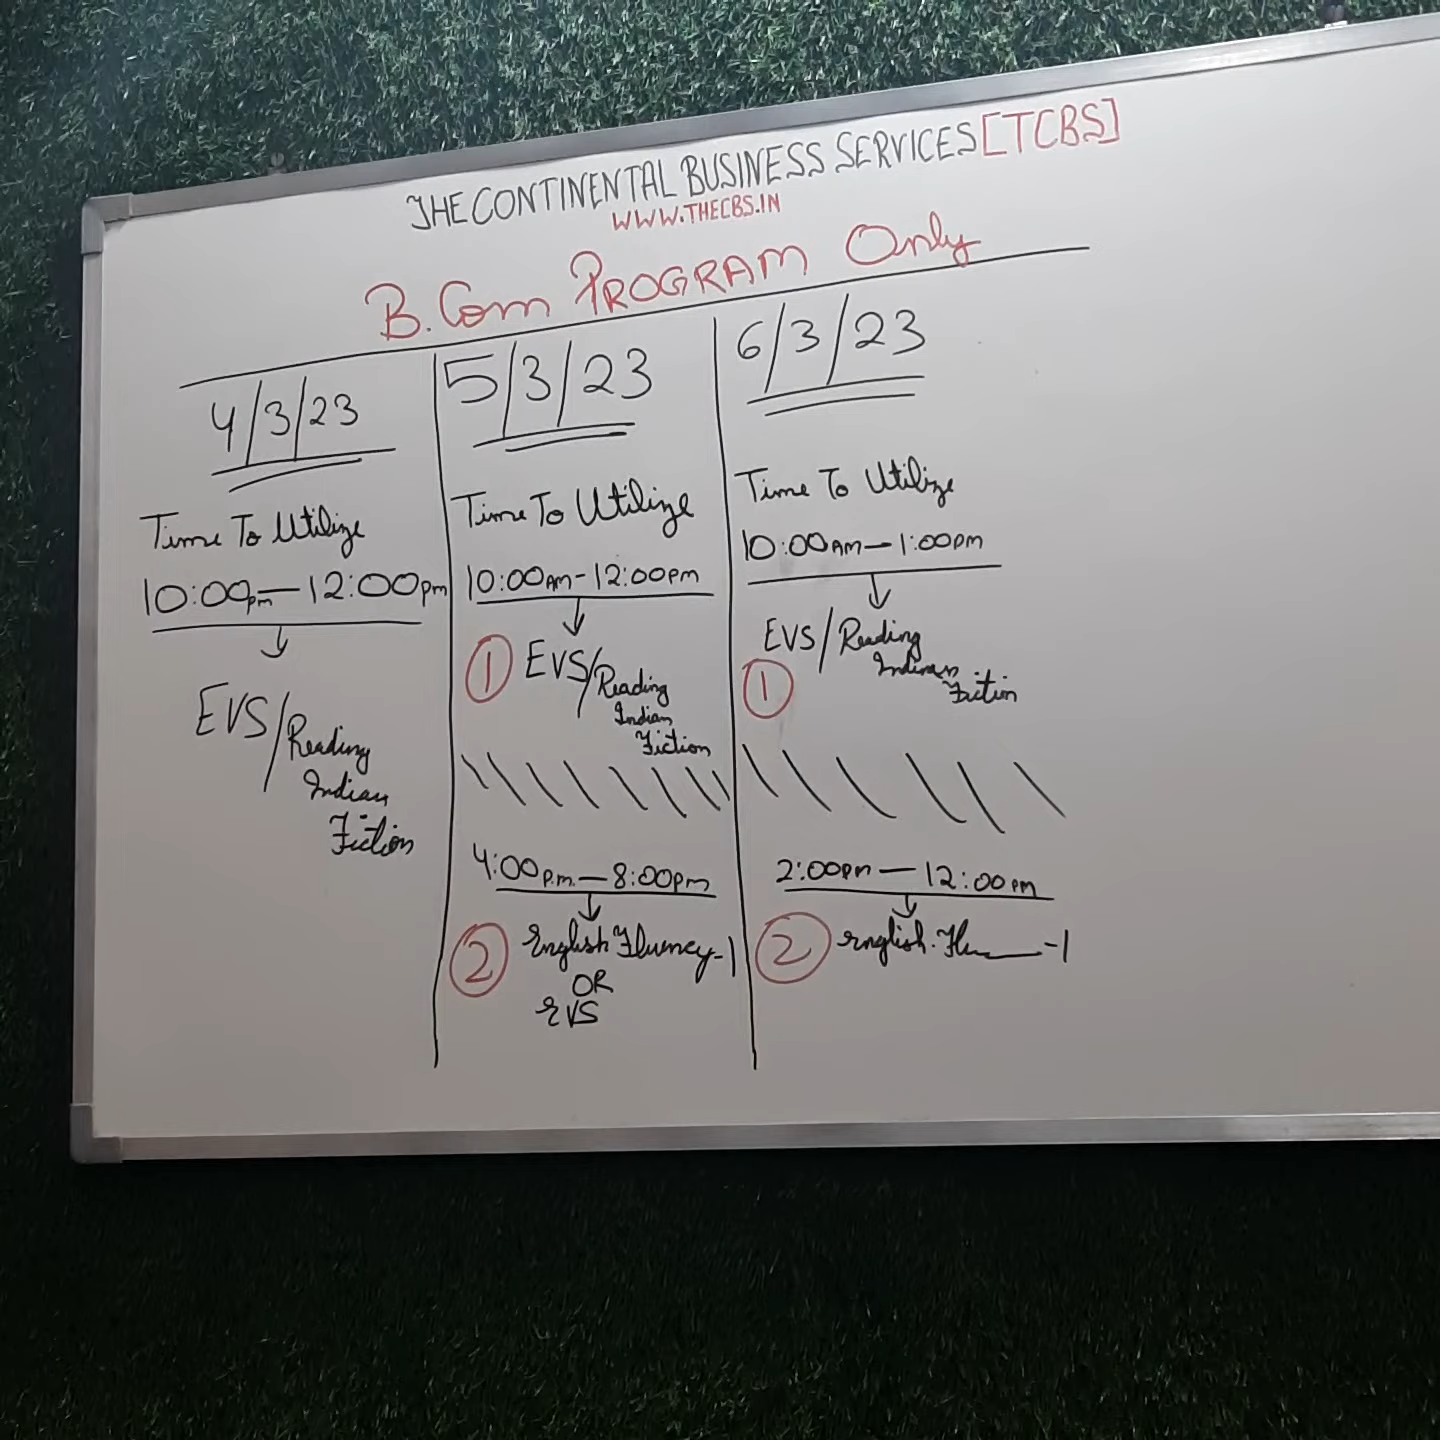 THE CONTINENTAL BUSINESS SERVICES [TCBS]
WWW.THECBS.IN
B.Com PROGRAM Only
4/3/23
Time To Utilize
10:00pm — 12:00pm
EVS/Reading
Indian
Fiction
5/3/23
Time To Utilize
10:00AM - 12:00PM
1 EVS/Reading
Indian
Fiction
4:00P.m. — 8:00pm
2 English Fluency-1
OR
EVS
6/3/23
Time To Utilize
10:00AM — 1:00PM
EVS/Reading
Indian
Fiction
1
2:00PM — 12:00PM
2 English. Flu___-1